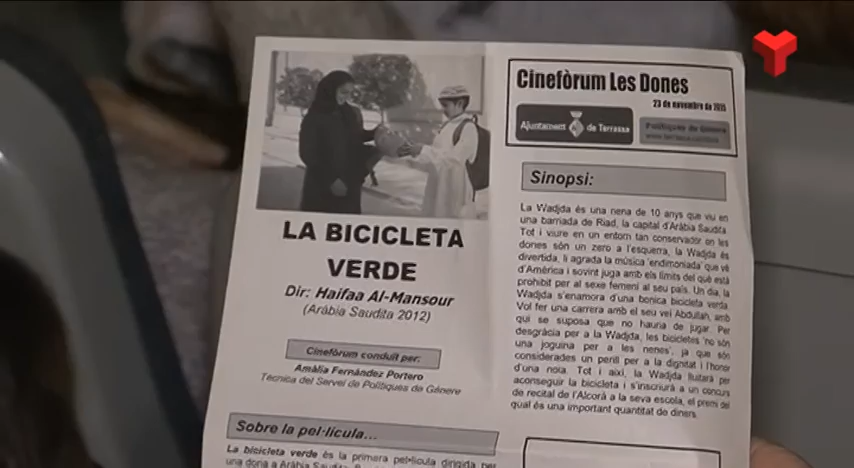 LA BICICLETA
VERDE
Dir: Haifaa Al-Mansour
(Aràbia Saudita 2012)
Cinefòrum conduït per:
Amàlia Fernández Portero
Tècnica del Servei de Polítiques de Gènere
Sobre la pel·lícula...
La bicicleta verde és la primera pel·lícula dirigida per
una dona a Aràbia Saudita.
Cinefòrum Les Dones
23 de novembre de 2015
Ajuntament de Terrassa
Polítiques de Gènere
Sinopsi:
La Wadjda és una nena de 10 anys que viu en
una barriada de Riad, la capital d'Aràbia Saudita.
Tot i viure en un entorn tan conservador on les
dones són un zero a l'esquerra, la Wadjda és
divertida, li agrada la música 'endimoniada' que ve
d'Amèrica i sovint juga amb els límits del què està
prohibit per al sexe femení al seu país. Un dia, la
Wadjda s'enamora d'una bonica bicicleta verda.
Vol fer una carrera amb el seu veí Abdullah, amb
qui se suposa que no hauria de jugar. Per
desgràcia per a la Wadjda, les bicicletes 'no són
una joguina per a les nenes', ja que són
considerades un perill per a la dignitat i l'honor
d'una noia. Tot i així, la Wadjda lluitarà per
aconseguir la bicicleta i s'inscriurà a un concurs
de recital de l'Alcorà a la seva escola, el premi del
qual és una important quantitat de diners.